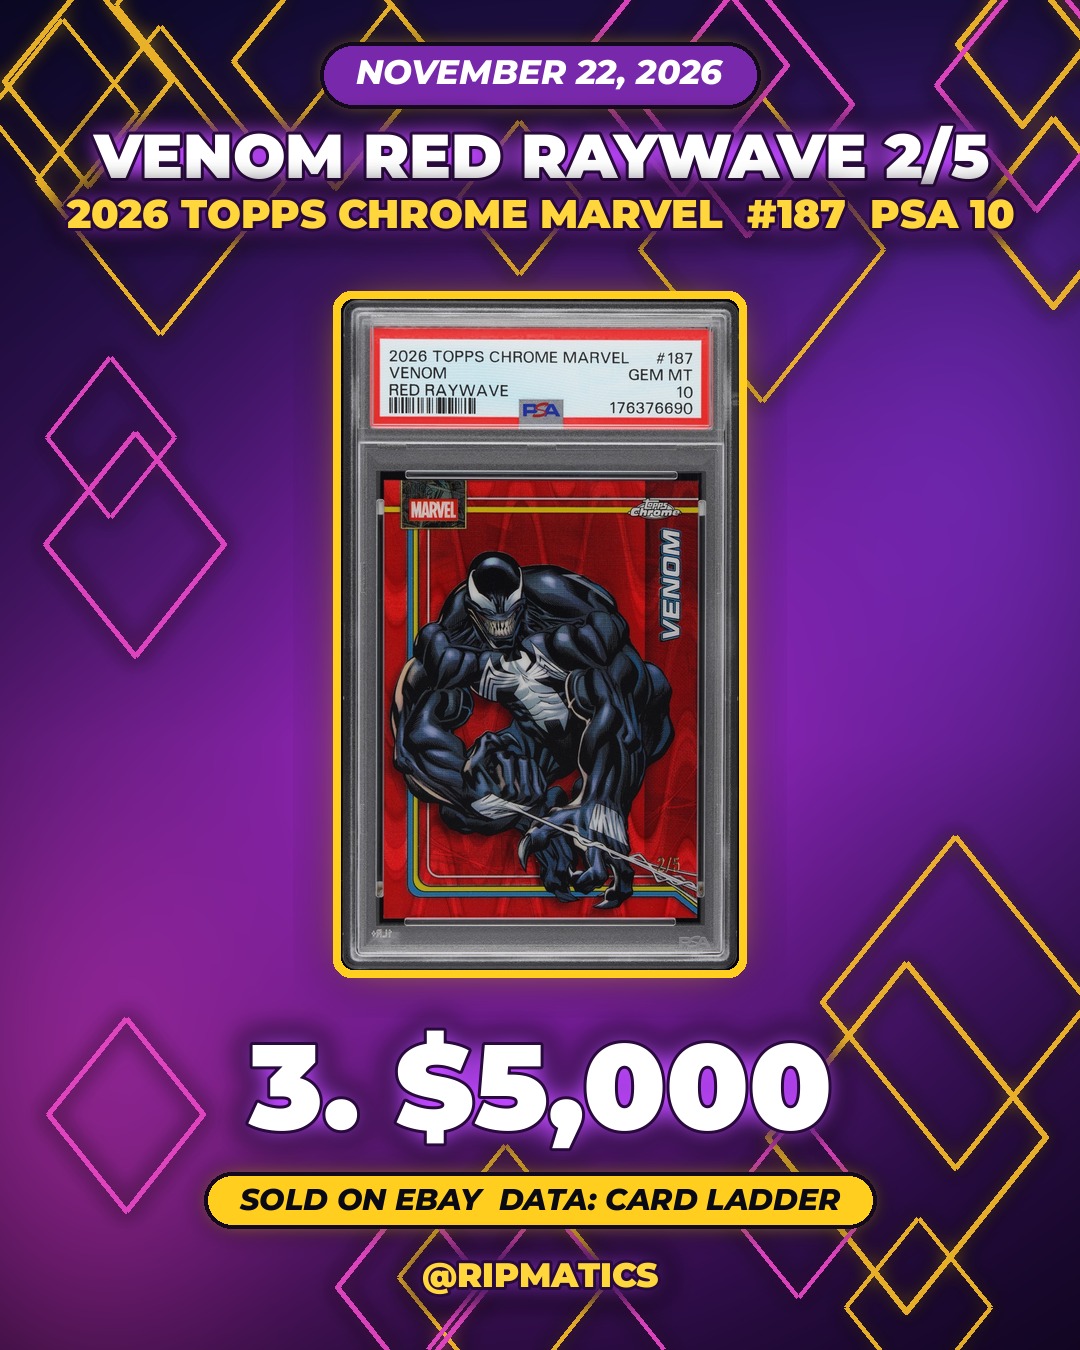 NOVEMBER 22, 2026
VENOM RED RAYWAVE 2/5
2026 TOPPS CHROME MARVEL #187 PSA 10
2026 TOPPS CHROME MARVEL #187
VENOM GEM MT
RED RAYWAVE 10
PSA 176376690
MARVEL
Topps Chrome
VENOM
2/5
PSA
3. $5,000
SOLD ON EBAY DATA: CARD LADDER
@RIPMATICS